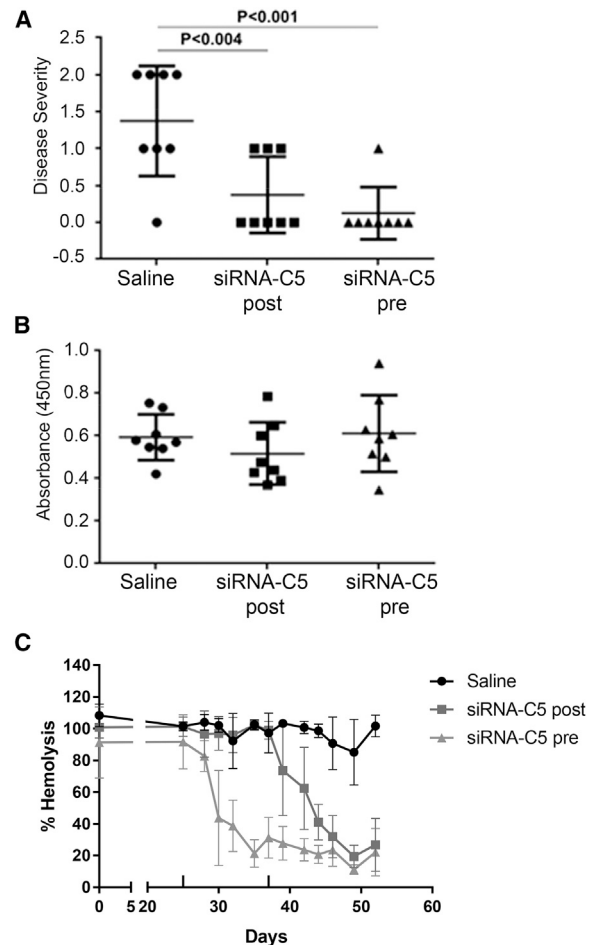 A
P<0.001
P<0.004
Disease Severity
2.5
2.0
1.5
1.0
0.5
0.0
-0.5
Saline
siRNA-C5
post
siRNA-C5
pre
B
Absorbance (450nm)
1.0
0.8
0.6
0.4
0.2
0.0
Saline
siRNA-C5
post
siRNA-C5
pre
C
% Hemolysis
140
120
100
80
60
40
20
0
0 5 20 30 40 50 60
Days
Saline
siRNA-C5 post
siRNA-C5 pre